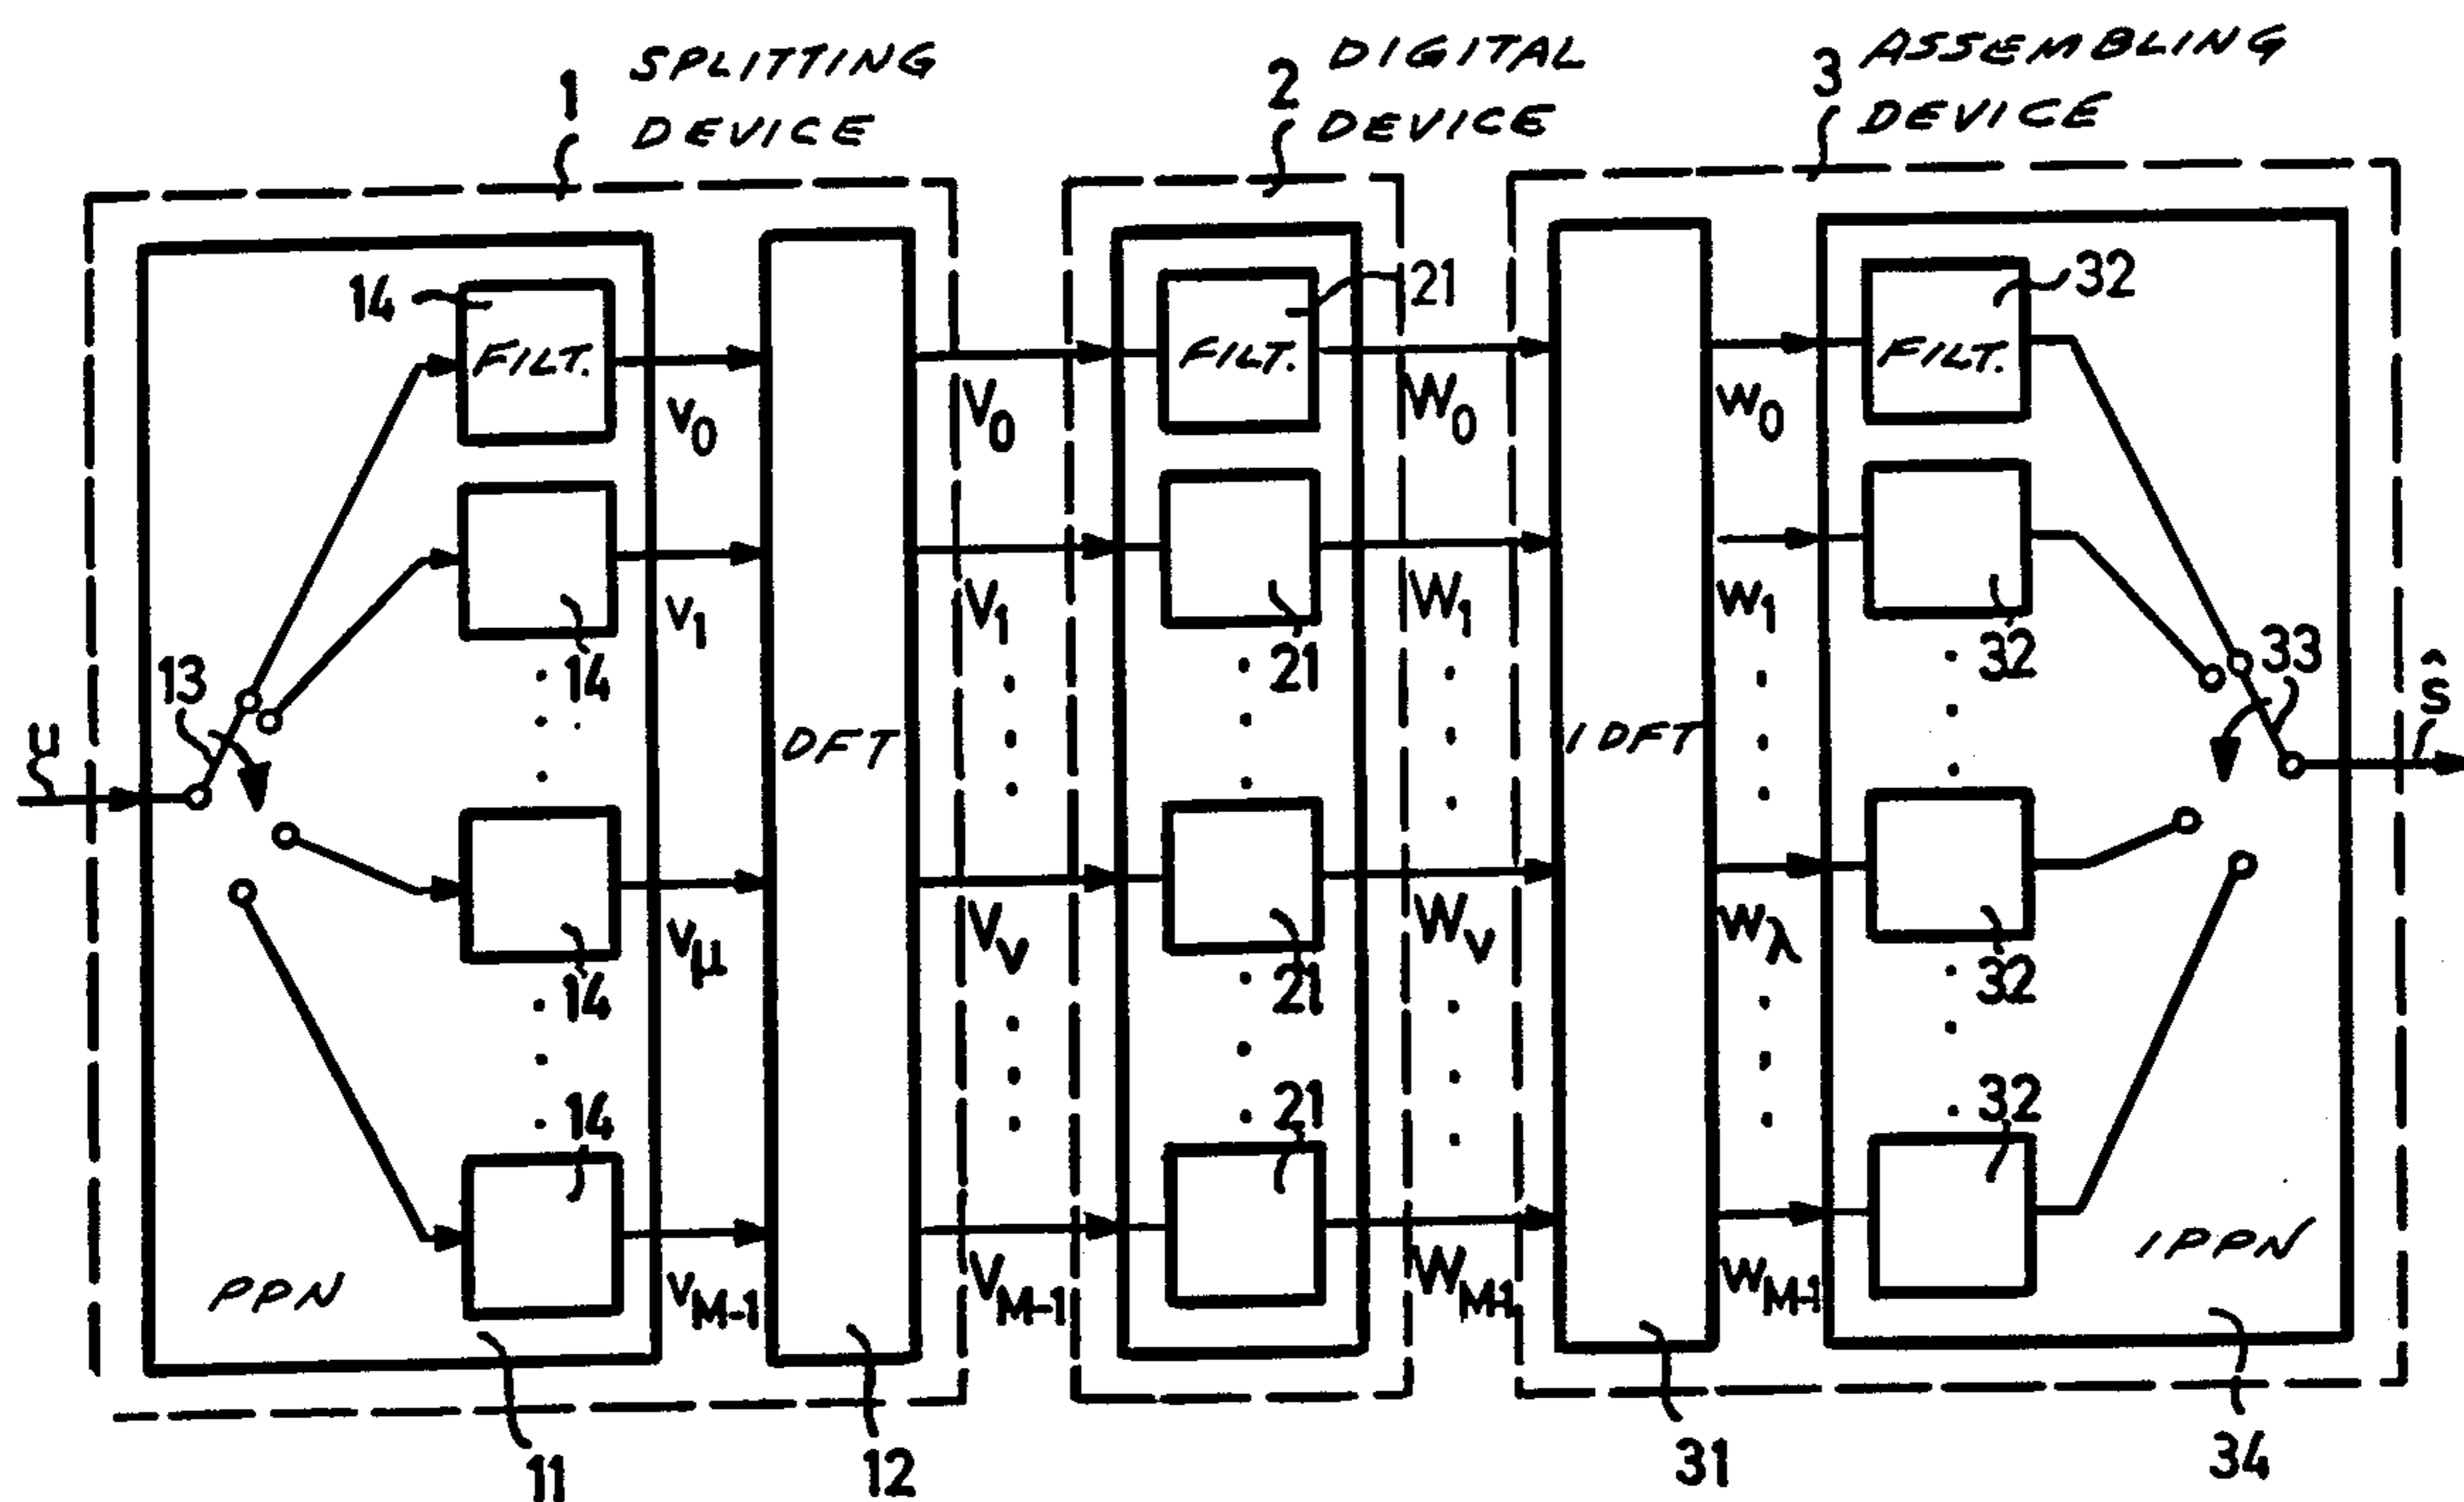 1 SPLITTING DEVICE
2 DIGITAL DEVICE
3 ASSEMBLING DEVICE
14 FILT.
21 FILT.
32 FILT.
v0 V0 W0 w0
v1 V1 W1 w1
14 21 32
13 33
u DFT IDFT ŝ
vμ Vν Wν wλ
14 21 32
14 21 32
PPN IPPN
vM-1 VM-1 WM-1 wM-1
11 12 31 34